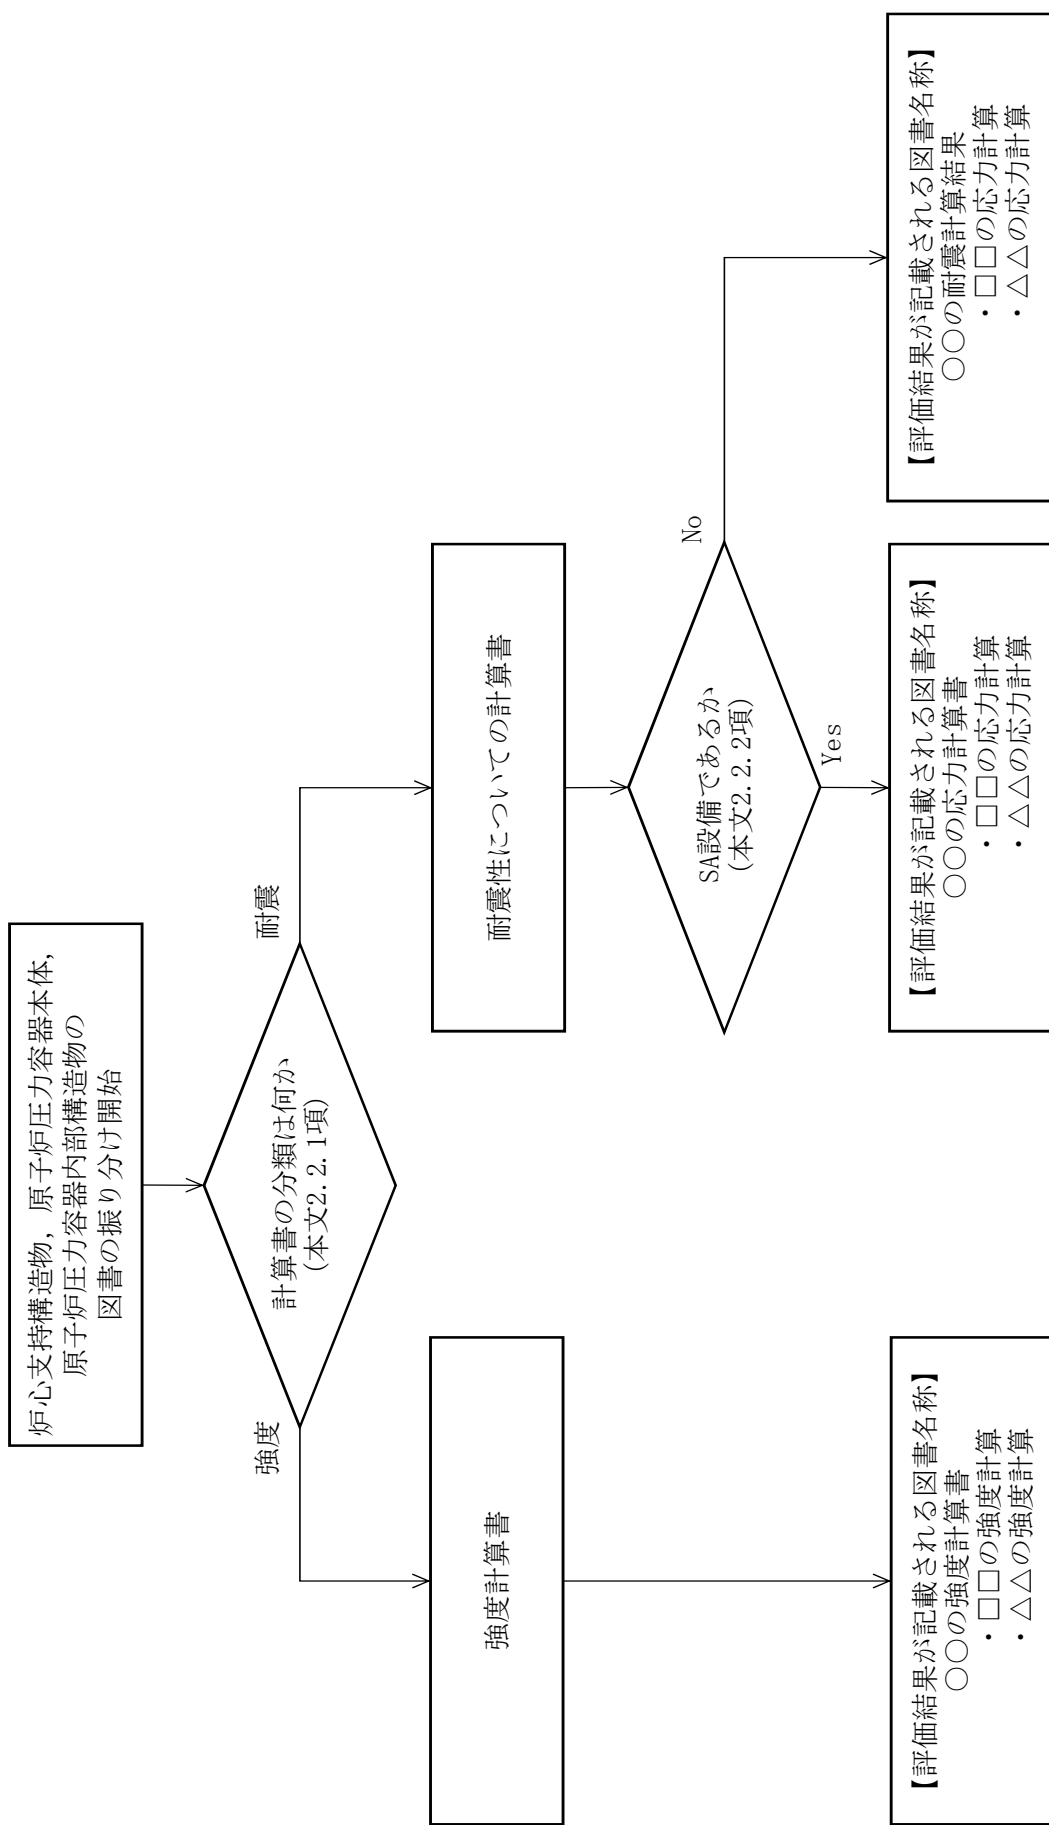 炉心支持構造物，原子炉圧力容器本体，
原子炉圧力容器内部構造物の
図書の振り分け開始
計算書の分類は何か
(本文2.2.1項)
強度
耐震
強度計算書
耐震性についての計算書
SA設備であるか
(本文2.2.2項)
Yes
No
【評価結果が記載される図書名称】
○○の強度計算書
・□□の強度計算
・△△の強度計算
【評価結果が記載される図書名称】
○○の応力計算書
・□□の応力計算
・△△の応力計算
【評価結果が記載される図書名称】
○○の耐震計算結果
・□□の応力計算
・△△の応力計算